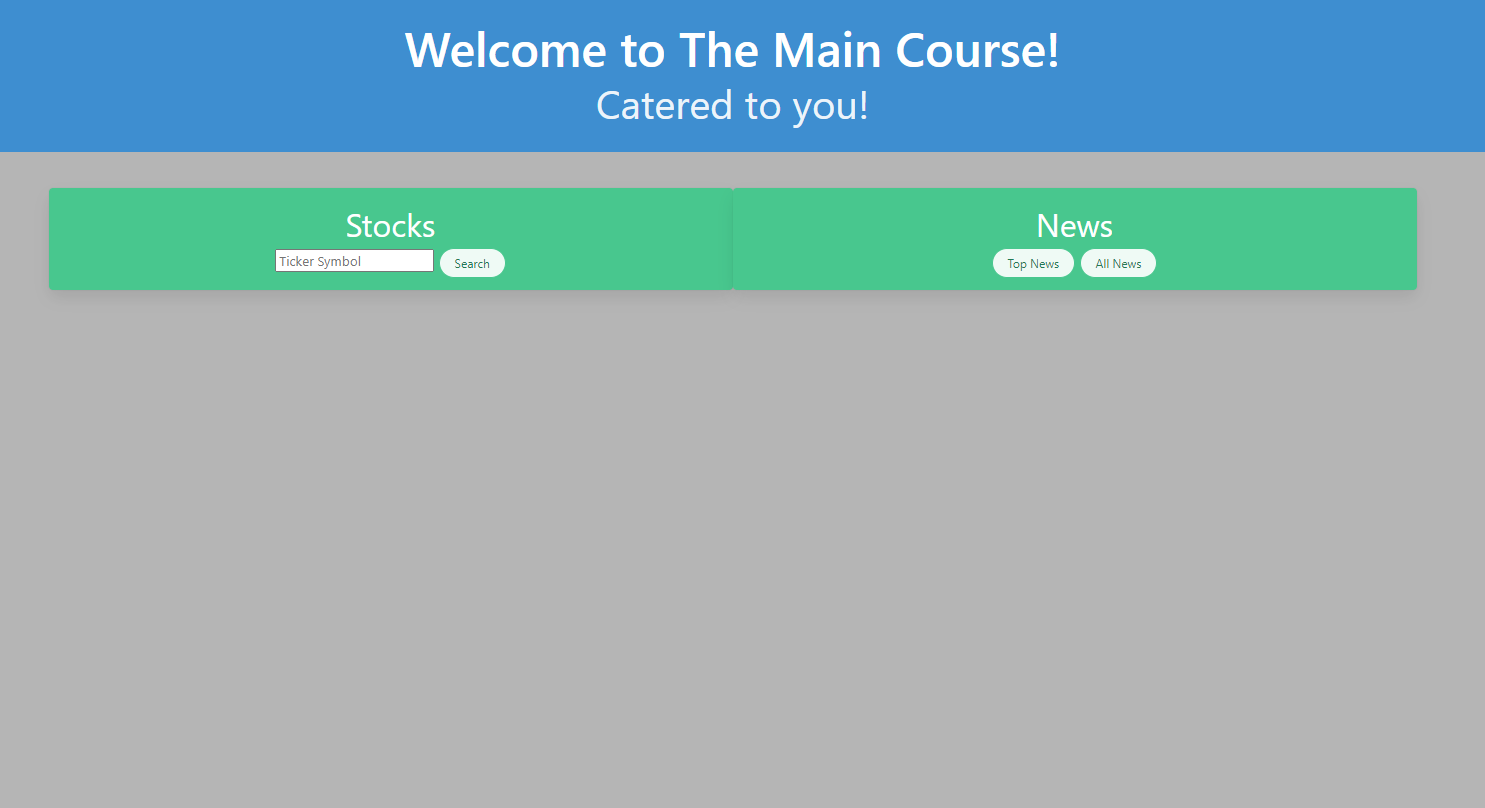 Welcome to The Main Course!
Catered to you!
Stocks
Ticker Symbol Search
News
Top News All News